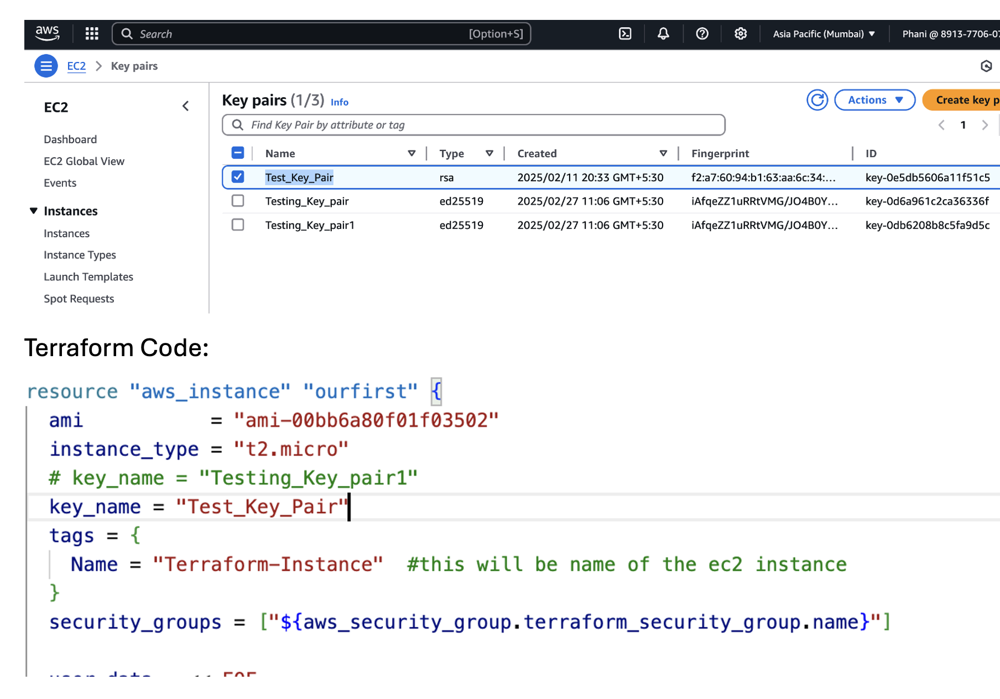 aws Search [Option+S] Asia Pacific (Mumbai) Phani @ 8913-7706-07
EC2 Key pairs
EC2
Dashboard
EC2 Global View
Events
Instances
Instances
Instance Types
Launch Templates
Spot Requests
Key pairs (1/3) Info Actions Create key p
Find Key Pair by attribute or tag 1
Name Type Created Fingerprint ID
Test_Key_Pair rsa 2025/02/11 20:33 GMT+5:30 f2:a7:60:94:b1:63:aa:6c:34:... key-0e5db5606a11f51c5
Testing_Key_pair ed25519 2025/02/27 11:06 GMT+5:30 iAfqeZZ1uRRtVMG/JO4B0Y... key-0d6a961c2ca36336f
Testing_Key_pair1 ed25519 2025/02/27 11:06 GMT+5:30 iAfqeZZ1uRRtVMG/JO4B0Y... key-0db6208b8c5fa9d5c
Terraform Code:
resource "aws_instance" "ourfirst" {
ami = "ami-00bb6a80f01f03502"
instance_type = "t2.micro"
# key_name = "Testing_Key_pair1"
key_name = "Test_Key_Pair"
tags = {
Name = "Terraform-Instance" #this will be name of the ec2 instance
}
security_groups = ["${aws_security_group.terraform_security_group.name}"]